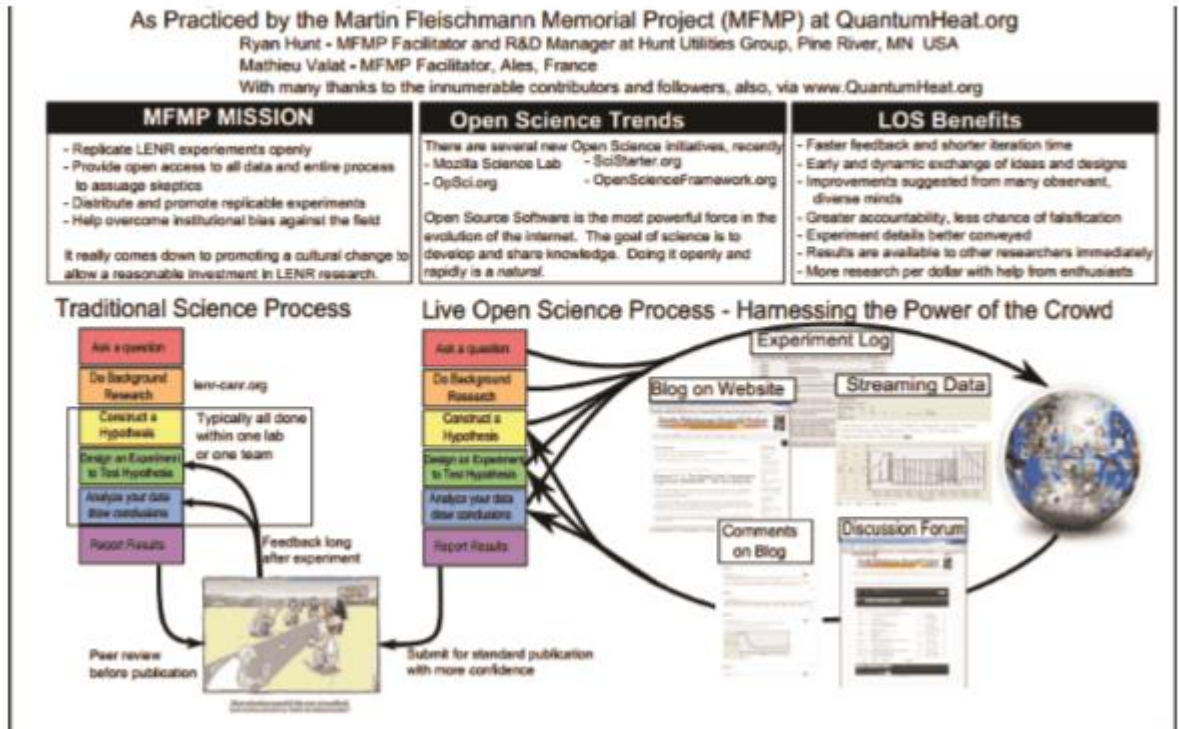 As Practiced by the Martin Fleischmann Memorial Project (MFMP) at QuantumHeat.org
Ryan Hunt - MFMP Facilitator and R&D Manager at Hunt Utilities Group, Pine River, MN USA
Mathieu Valat - MFMP Facilitator, Ales, France
With many thanks to the innumerable contributors and followers, also, via www.QuantumHeat.org
MFMP MISSION
- Replicate LENR experiements openly
- Provide open access to all data and entire process
to assuage skeptics
- Distribute and promote replicable experiments
- Help overcome institutional bias against the field
It really comes down to promoting a cultural change to
allow a reasonable investment in LENR research.
Open Science Trends
There are several new Open Science initiatives, recently
- Mozilla Science Lab
- SciStarter.org
- OpSci.org
- OpenScienceFramework.org
Open Source Software is the most powerful force in the
evolution of the internet. The goal of science is to
develop and share knowledge. Doing it openly and
rapidly is a natural.
LOS Benefits
- Faster feedback and shorter iteration time
- Early and dynamic exchange of ideas and designs
- Improvements suggested from many observant,
diverse minds
- Greater accountability, less chance of falsification
- Experiment details better conveyed
- Results are available to other researchers immediately
- More research per dollar with help from enthusiasts
Traditional Science Process
Ask a question
Do Background
Research
lenr-canr.org
Construct a
Hypothesis
Typically all done
within one lab
or one team
Design an Experiment
to Test Hypothesis
Analyze your data
draw conclusions
Report Results
Feedback long
after experiment
Peer review
before publication
Live Open Science Process - Harnessing the Power of the Crowd
Ask a question
Do Background
Research
Construct a
Hypothesis
Design an Experiment
to Test Hypothesis
Analyze your data
draw conclusions
Report Results
Submit for standard publication
with more confidence
Experiment Log
Blog on Website
Streaming Data
Comments
on Blog
Discussion Forum